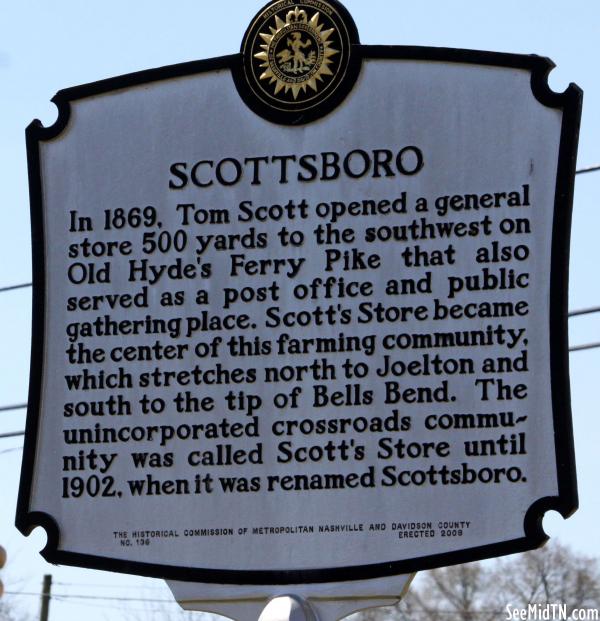 HISTORICAL COMMISSION
SCOTTSBORO
In 1869, Tom Scott opened a general
store 500 yards to the southwest on
Old Hyde's Ferry Pike that also
served as a post office and public
gathering place. Scott's Store became
the center of this farming community,
which stretches north to Joelton and
south to the tip of Bells Bend. The
unincorporated crossroads commu-
nity was called Scott's Store until
1902, when it was renamed Scottsboro.
THE HISTORICAL COMMISSION OF METROPOLITAN NASHVILLE AND DAVIDSON COUNTY
NO. 136 ERECTED 2008
SeeMidTN.com